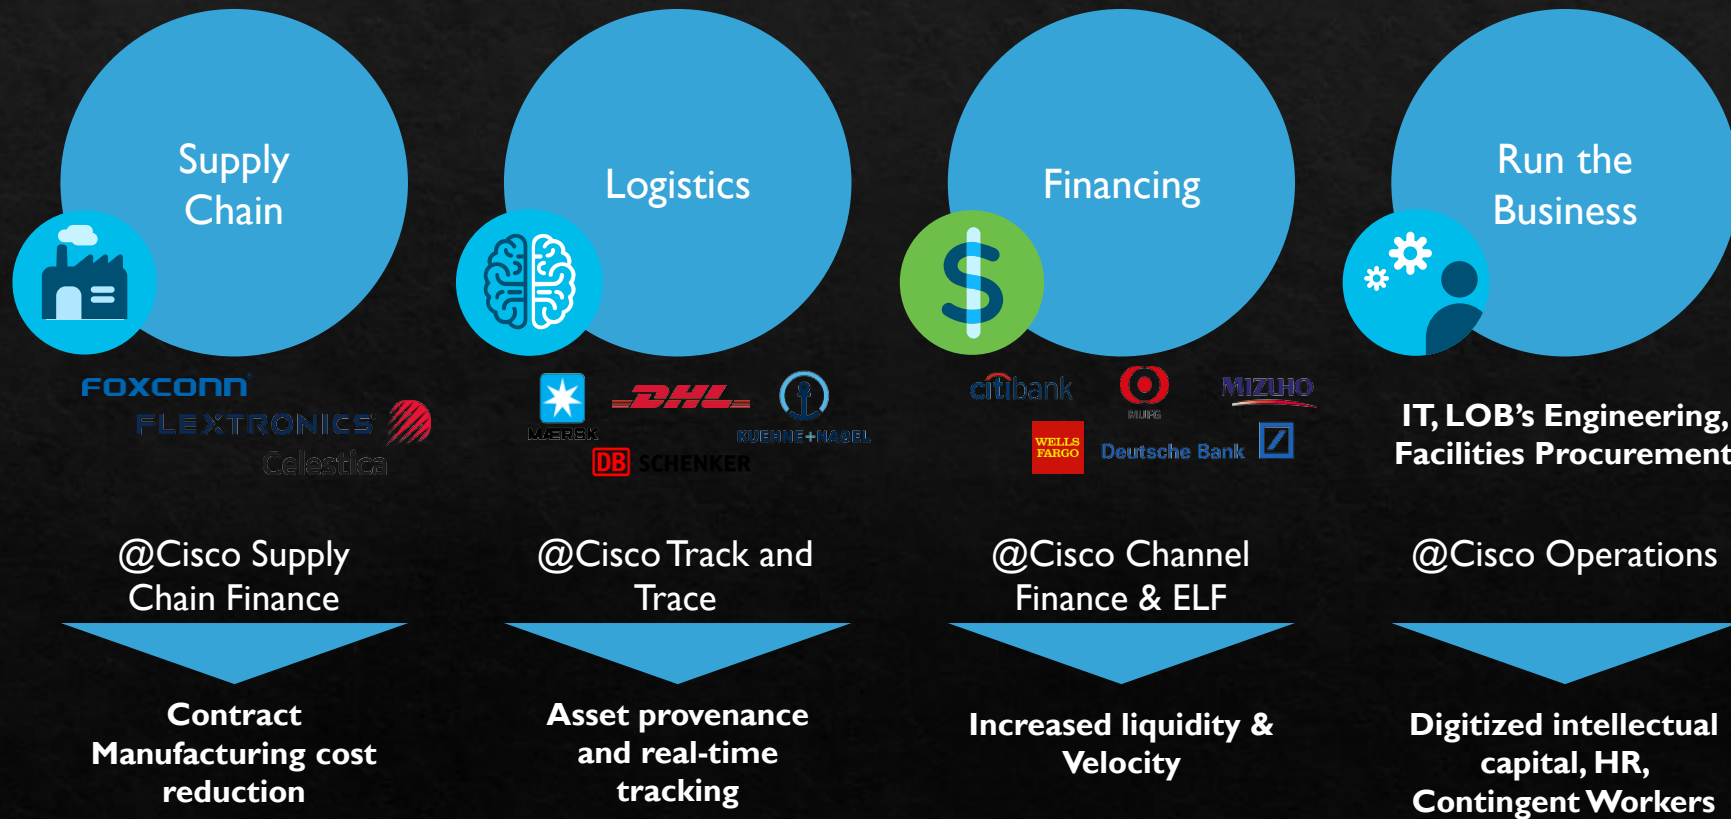 Supply
Chain
Logistics
Financing
Run the
Business
FOXCONN
FLEXTRONICS
Celestica
MÆRSK
DHL
KUEHNE+NAGEL
DB SCHENKER
citibank
MUFG
MIZUHO
WELLS
FARGO
Deutsche Bank
IT, LOB's Engineering,
Facilities Procurement
@Cisco Supply
Chain Finance
@Cisco Track and
Trace
@Cisco Channel
Finance & ELF
@Cisco Operations
Contract
Manufacturing cost
reduction
Asset provenance
and real-time
tracking
Increased liquidity &
Velocity
Digitized intellectual
capital, HR,
Contingent Workers